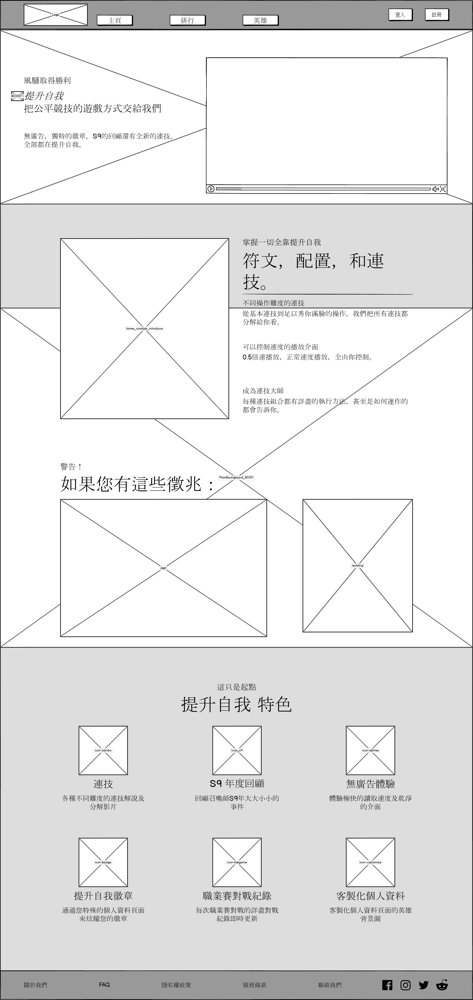 Logo
主頁
排行
英雄
登入
註冊
風騷取得勝利
BOOST
提升自我
把公平競技的遊戲方式交給我們
無廣告，獨特的徽章，S9的回顧還有全新的連技。
全部都在提升自我。
home_combos_introduce
掌握一切全靠提升自我
符文，配置，和連
技。
不同操作難度的連技
從基本連技到足以秀你滿臉的操作，我們把所有連技都
分解給你看。
可以控制速度的播放介面
0.5倍速播放，正常速度播放，全由你控制。
成為連技大師
每種連技組合都有詳盡的執行方法，甚至是如何運作的
都會告訴你。
警告！
如果您有這些徵兆：
MainBackground_BODY
sign
warning
這只是起點
提升自我 特色
icon-combo
icon_s9
icon-adfree
連技
S9 年度回顧
無廣告體驗
各種不同難度的連技解說及
分解影片
回顧召喚師S9年大大小小的
事件
體驗極快的讀取速度及乾淨
的介面
icon-badge
icon-livegame
icon-customize
提升自我徽章
職業賽對戰紀錄
客製化個人資料
通過您特殊的個人資料頁面
來炫耀您的徽章
每次職業賽對戰的詳盡對戰
紀錄即時更新
客製化個人資料頁面的英雄
背景圖
關於我們
FAQ
隱私權政策
服務條款
聯絡我們